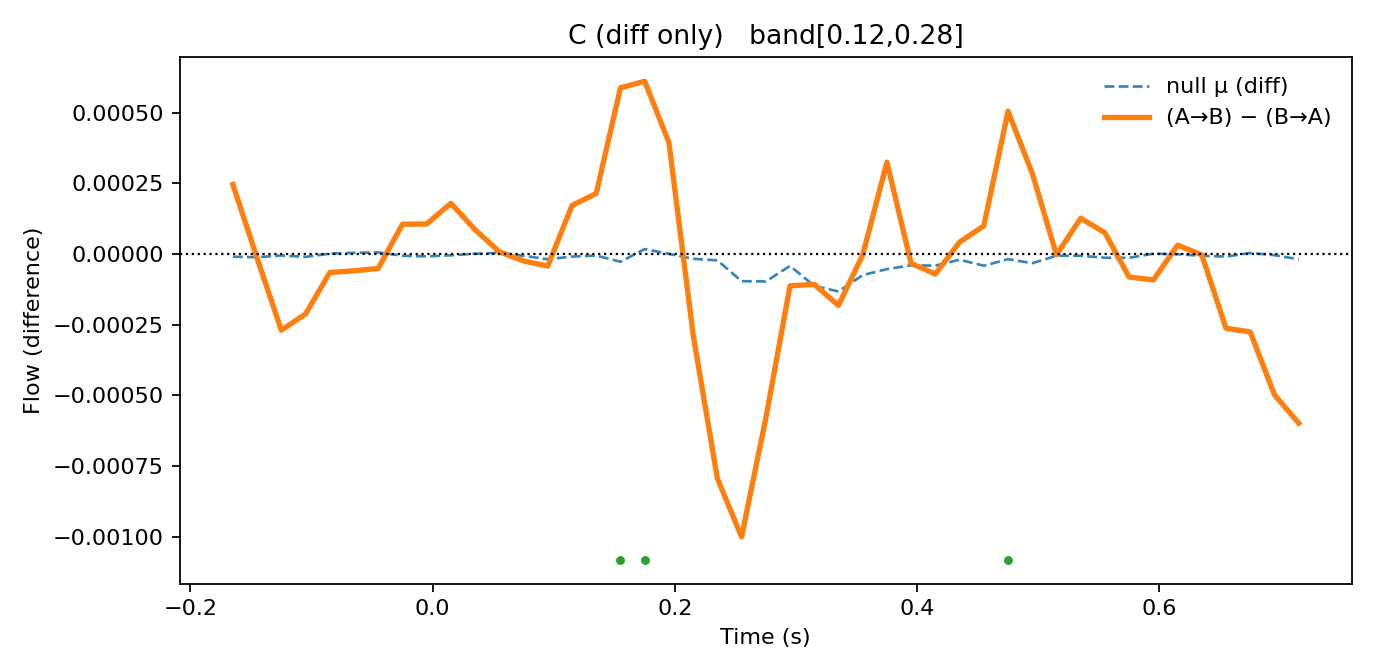 C (diff only)   band[0.12,0.28]
null μ (diff)
(A→B) − (B→A)
Flow (difference)
0.00050
0.00025
0.00000
−0.00025
−0.00050
−0.00075
−0.00100
−0.2
0.0
0.2
0.4
0.6
Time (s)